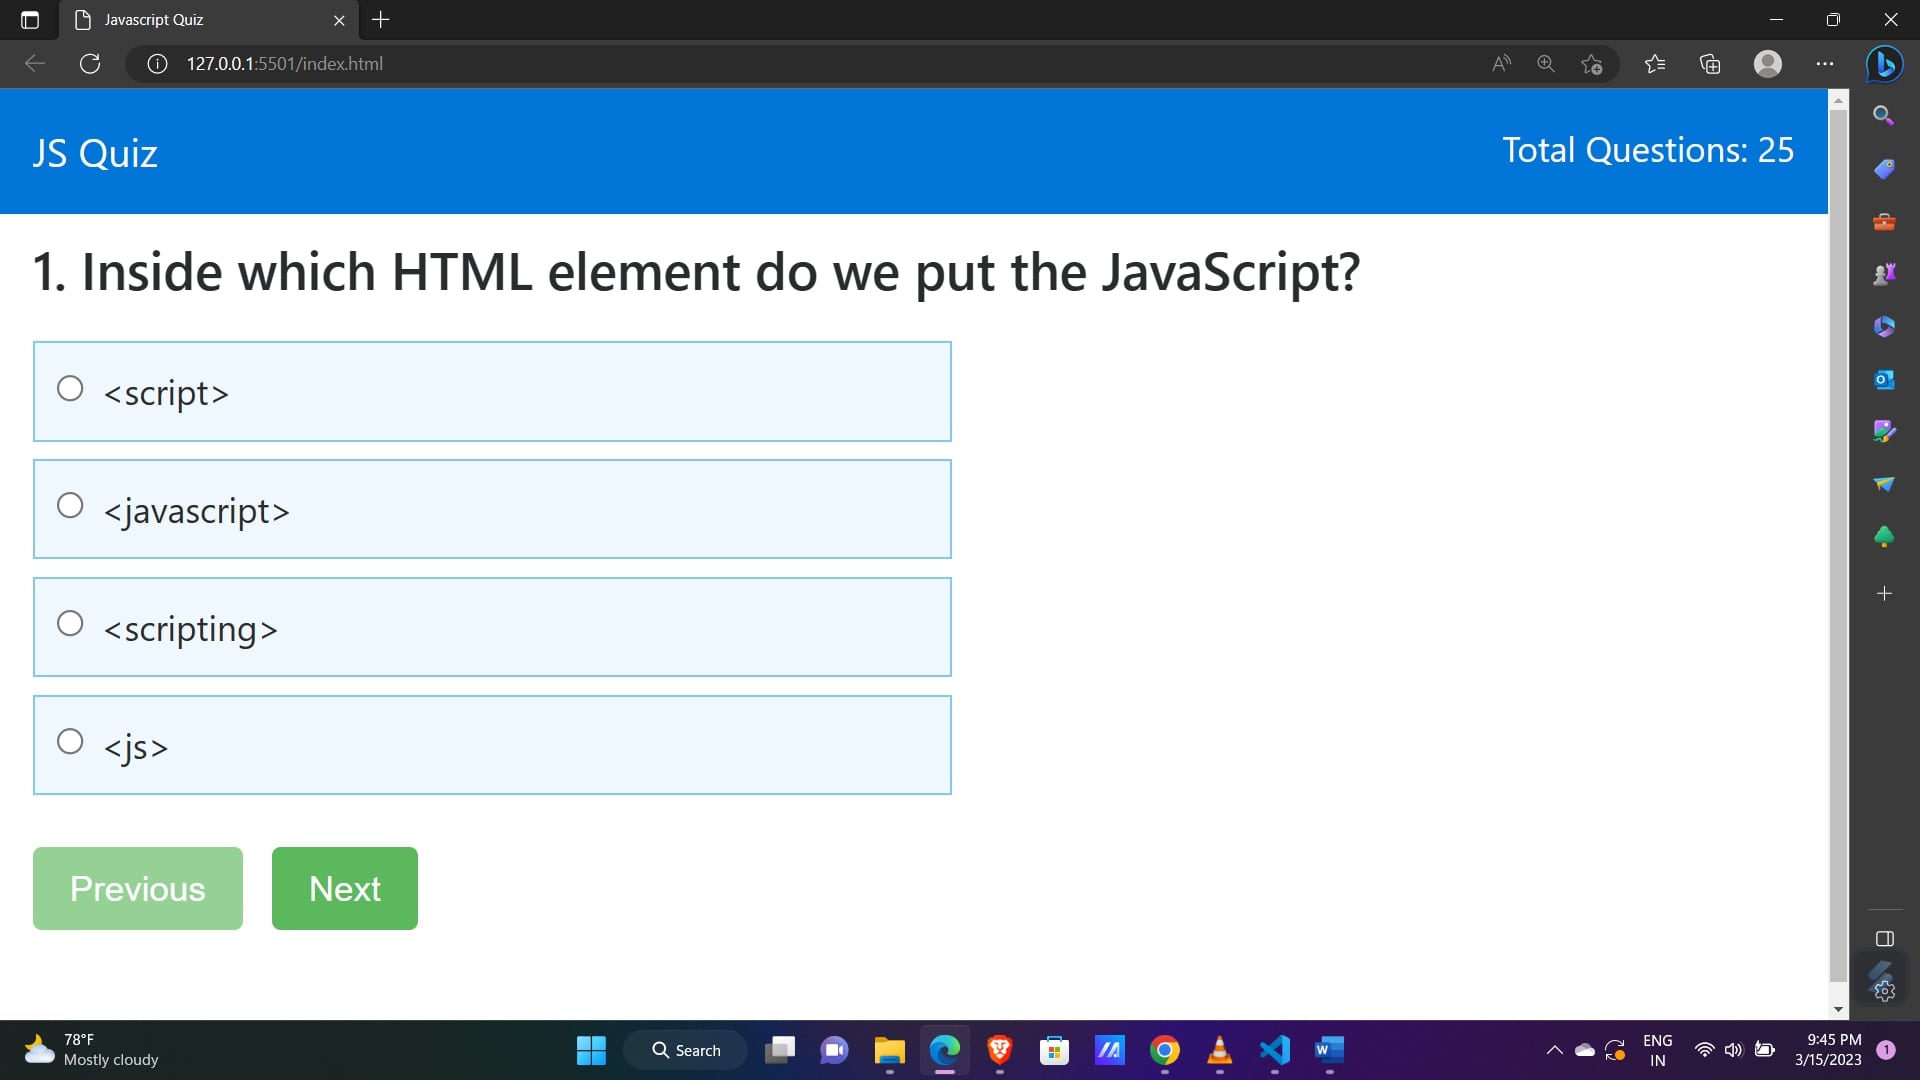 Javascript Quiz
127.0.0.1:5501/index.html
JS Quiz
Total Questions: 25
1. Inside which HTML element do we put the JavaScript?
<script>
<javascript>
<scripting>
<js>
Previous
Next
78°F
Mostly cloudy
Search
ENG
IN
9:45 PM
3/15/2023
1